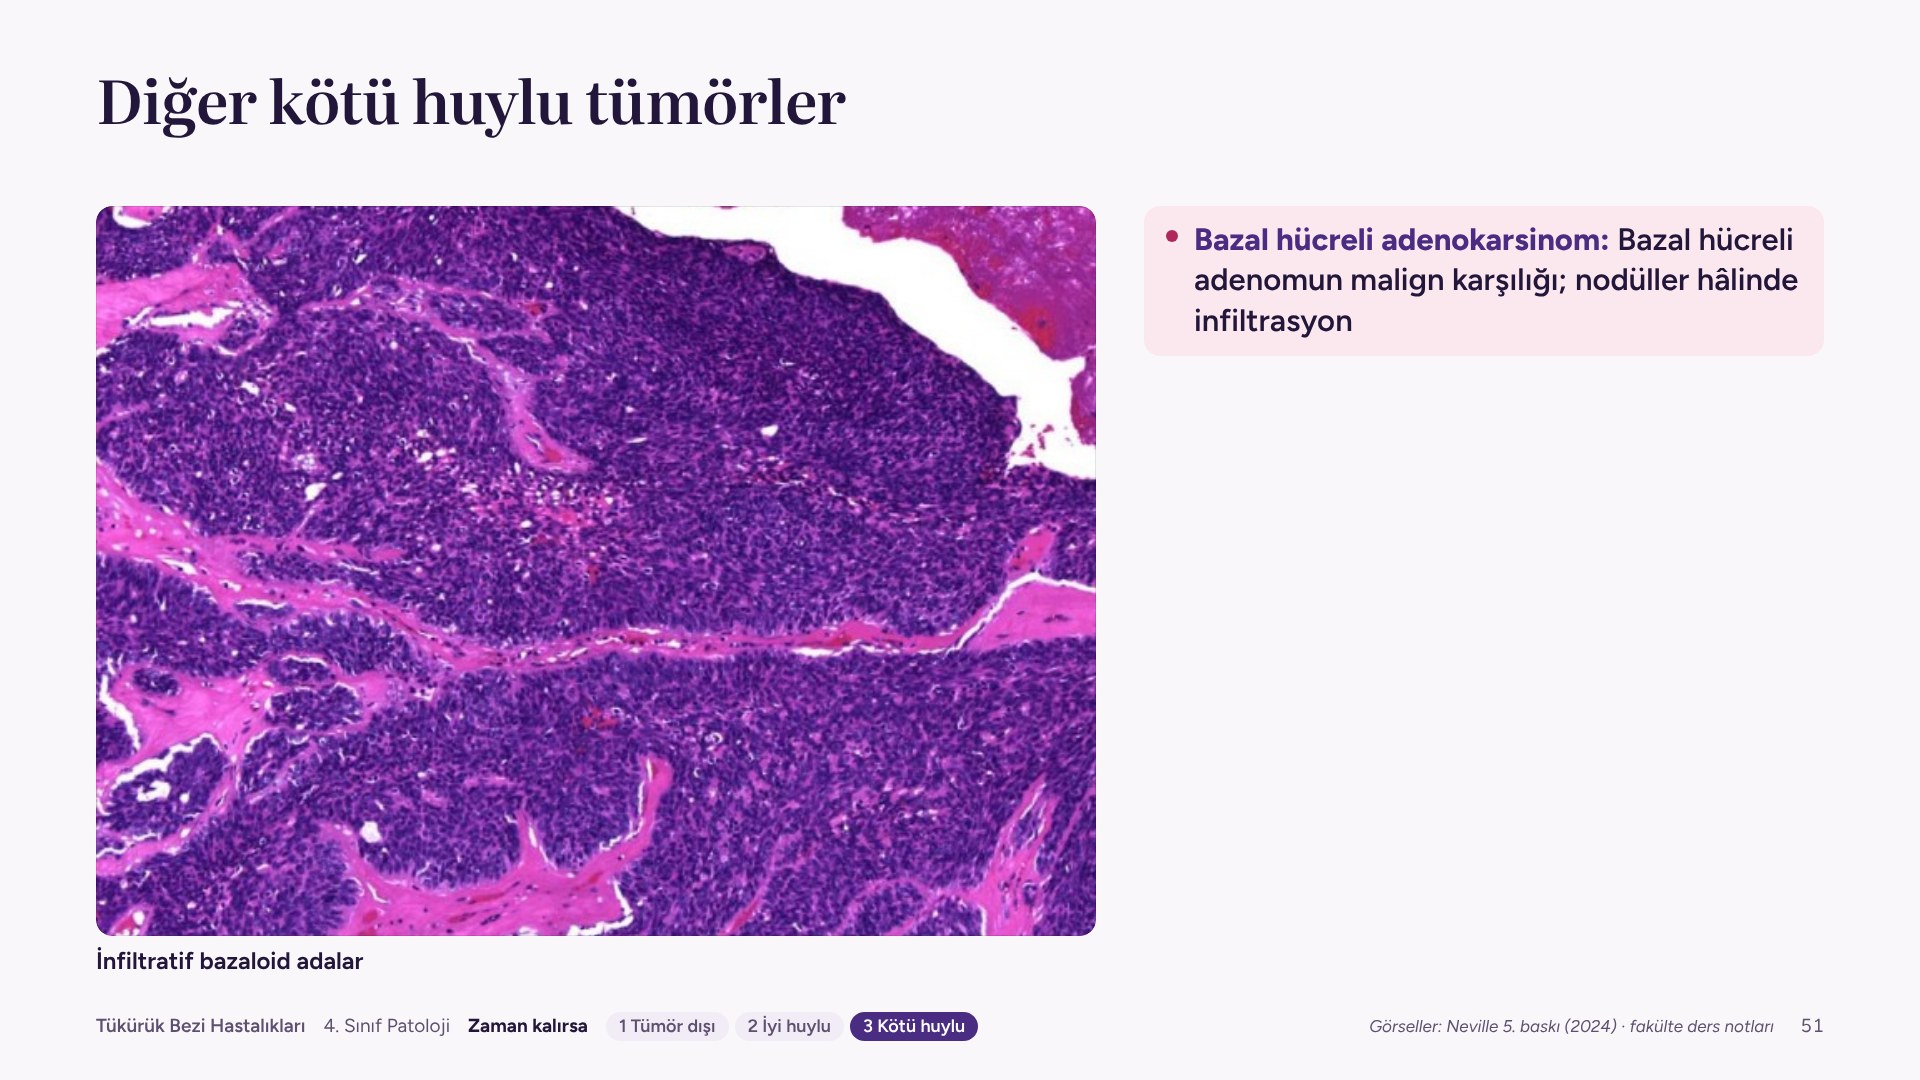 Diğer kötü huylu tümörler
Bazal hücreli adenokarsinom: Bazal hücreli
adenomun malign karşılığı; nodüller hâlinde
infiltrasyon
İnfiltratif bazaloid adalar
Tükürük Bezi Hastalıkları 4. Sınıf Patoloji Zaman kalırsa 1 Tümör dışı 2 İyi huylu 3 Kötü huylu
Görseller: Neville 5. baskı (2024) · fakülte ders notları 51